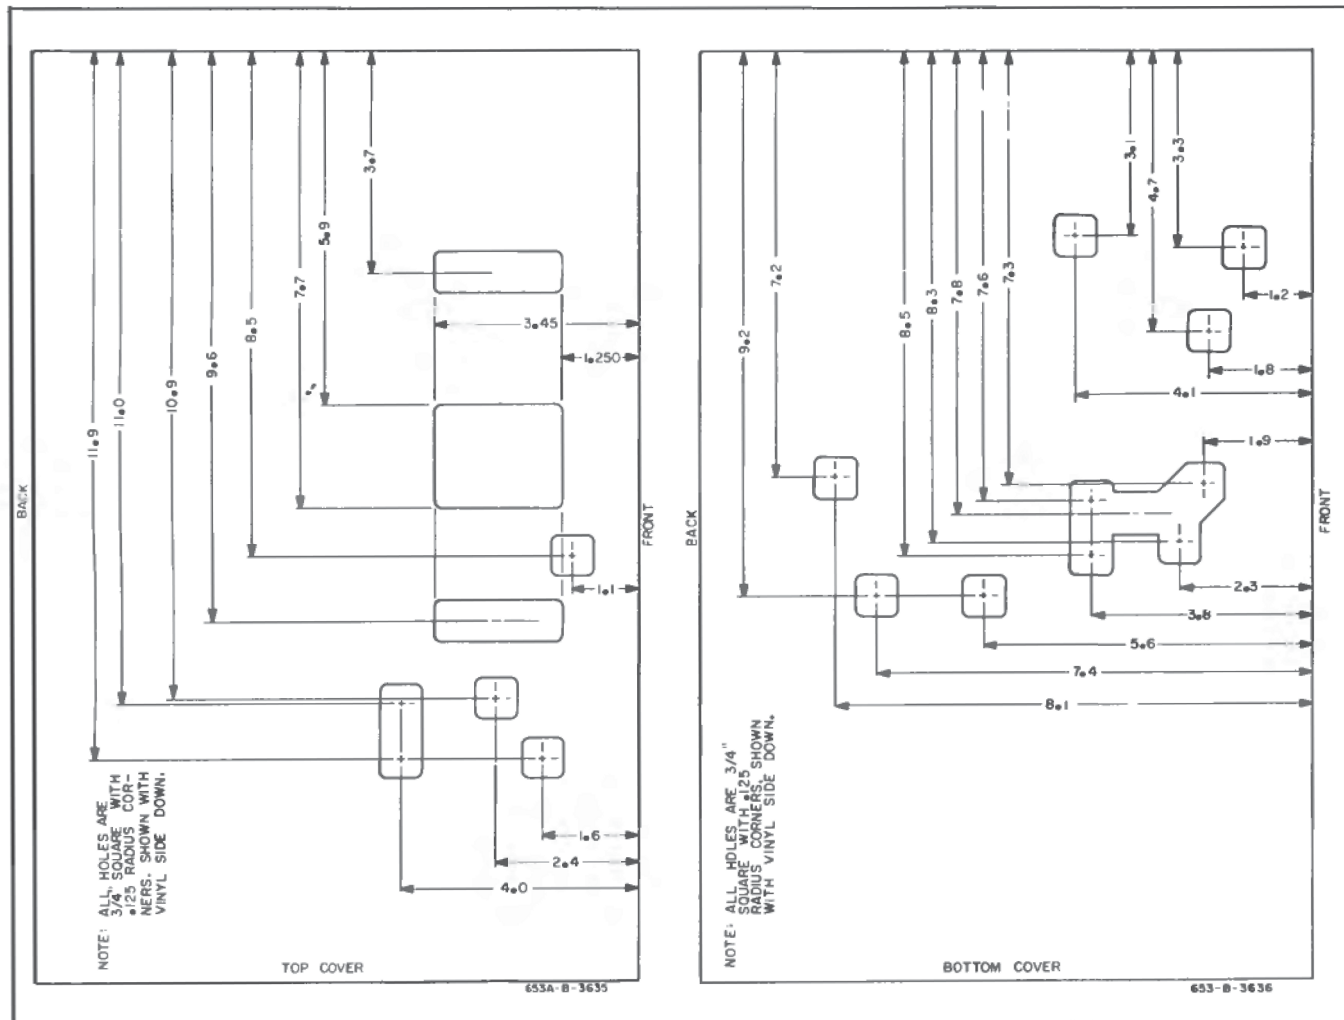 3.7
5.9
7.7
8.5
9.6
10.9
11.0
11.9
3.45
1.250
1.1
1.6
2.4
4.0
BACK
FRONT
NOTE: ALL HOLES ARE
3/4" SQUARE WITH
.125 RADIUS COR-
NERS. SHOWN WITH
VINYL SIDE DOWN.
TOP COVER
653A-B-3635
3.1
4.7
3.3
7.2
9.2
8.5
8.3
7.8
7.6
7.3
1.2
1.8
4.1
1.9
2.3
3.8
5.6
7.4
8.1
BACK
FRONT
NOTE: ALL HOLES ARE 3/4"
SQUARE WITH .125
RADIUS CORNERS. SHOWN
WITH VINYL SIDE DOWN.
BOTTOM COVER
653-B-3636